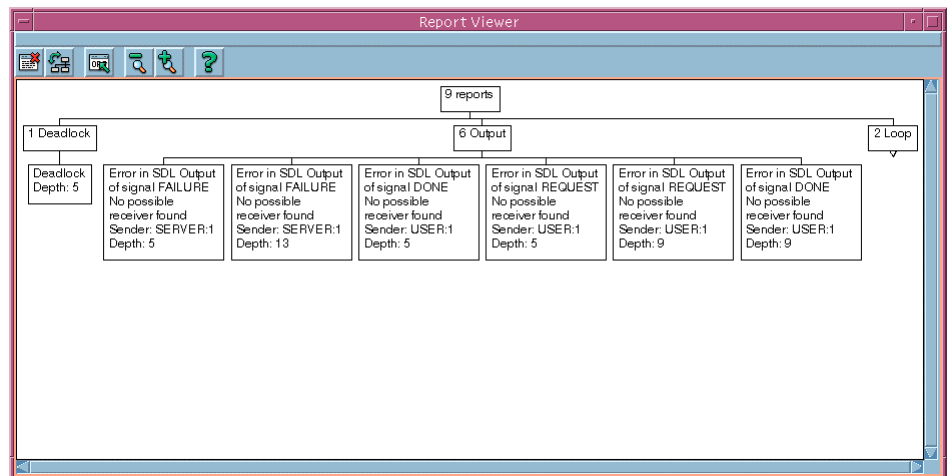 Report Viewer
OPR
?
9 reports
1 Deadlock
6 Output
2 Loop
Deadlock
Depth: 5
Error in SDL Output
of signal FAILURE
No possible
receiver found
Sender: SERVER:1
Depth: 5
Error in SDL Output
of signal FAILURE
No possible
receiver found
Sender: SERVER:1
Depth: 13
Error in SDL Output
of signal DONE
No possible
receiver found
Sender: USER:1
Depth: 5
Error in SDL Output
of signal REQUEST
No possible
receiver found
Sender: USER:1
Depth: 5
Error in SDL Output
of signal REQUEST
No possible
receiver found
Sender: USER:1
Depth: 9
Error in SDL Output
of signal DONE
No possible
receiver found
Sender: USER:1
Depth: 9